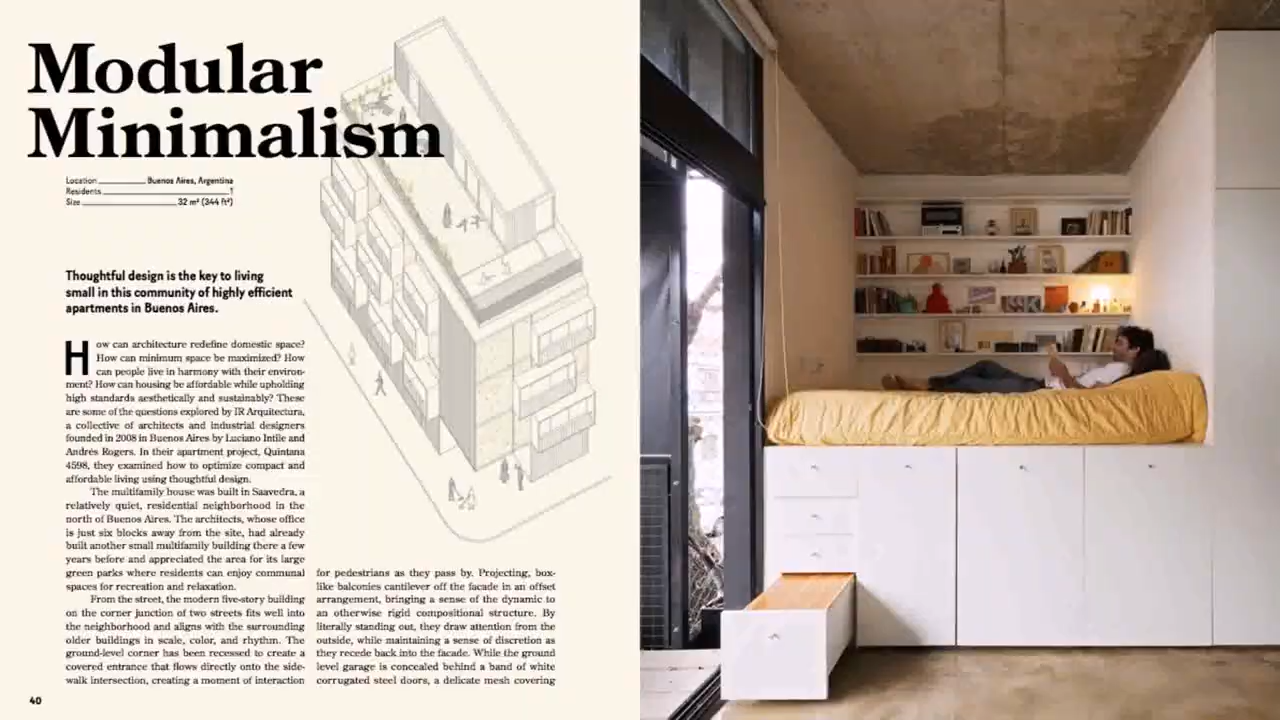 Modular
Minimalism
Location Buenos Aires, Argentina
Residents 1
Size 32 m² (344 ft²)
Thoughtful design is the key to living
small in this community of highly efficient
apartments in Buenos Aires.
How can architecture redefine domestic space?
How can minimum space be maximized? How
can people live in harmony with their environ-
ment? How can housing be affordable while upholding
high standards aesthetically and sustainably? These
are some of the questions explored by IR Arquitectura,
a collective of architects and industrial designers
founded in 2008 in Buenos Aires by Luciano Intile and
Andrés Rogers. In their apartment project, Quintana
4598, they examined how to optimize compact and
affordable living using thoughtful design.
The multifamily house was built in Saavedra, a
relatively quiet, residential neighborhood in the
north of Buenos Aires. The architects, whose office
is just six blocks away from the site, had already
built another small multifamily building there a few
years before and appreciated the area for its large
green parks where residents can enjoy communal
spaces for recreation and relaxation.
From the street, the modern five-story building
on the corner junction of two streets fits well into
the neighborhood and aligns with the surrounding
older buildings in scale, color, and rhythm. The
ground-level corner has been recessed to create a
covered entrance that flows directly onto the side-
walk intersection, creating a moment of interaction
for pedestrians as they pass by. Projecting, box-
like balconies cantilever off the facade in an offset
arrangement, bringing a sense of the dynamic to
an otherwise rigid compositional structure. By
literally standing out, they draw attention from the
outside, while maintaining a sense of discretion as
they recede back into the facade. While the ground
level garage is concealed behind a band of white
corrugated steel doors, a delicate mesh covering
40